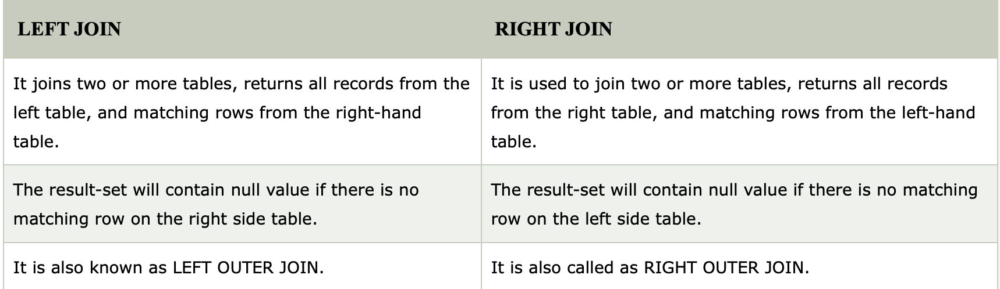 LEFT JOIN
RIGHT JOIN
It joins two or more tables, returns all records from the
left table, and matching rows from the right-hand
table.
It is used to join two or more tables, returns all records
from the right table, and matching rows from the left-hand
table.
The result-set will contain null value if there is no
matching row on the right side table.
The result-set will contain null value if there is no matching
row on the left side table.
It is also known as LEFT OUTER JOIN.
It is also called as RIGHT OUTER JOIN.